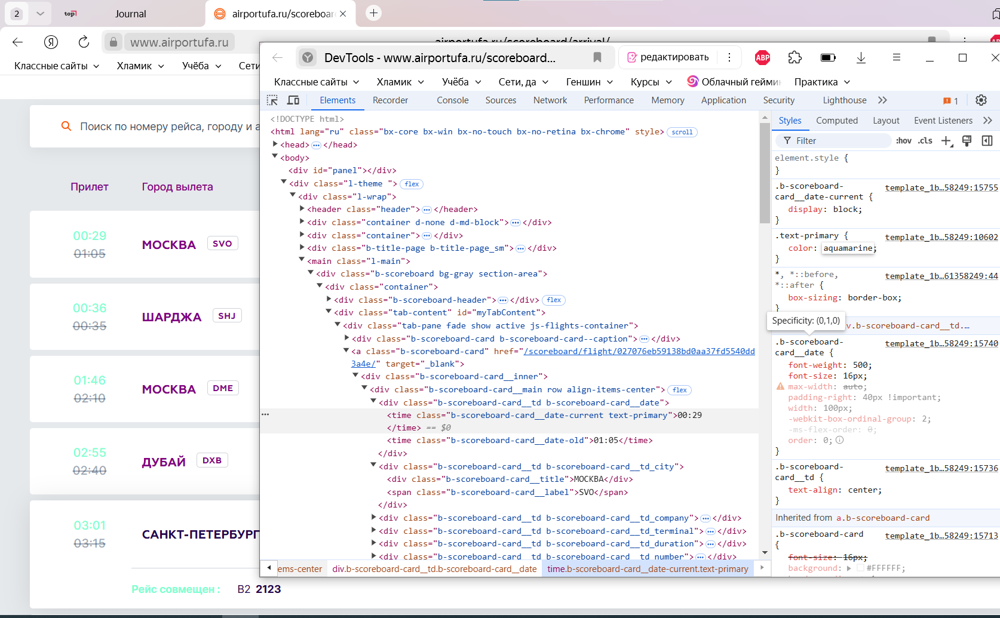 2
top1
Journal
airportufa.ru/scoreboard
www.airportufa.ru
airportufa.ru/scoreboard/arrival/
Классные сайты
Хламик
Учёба
Сети
Поиск по номеру рейса, городу и а
Прилет
Город вылета
00:29
01:05
МОСКВА
SVO
00:36
00:35
ШАРДЖА
SHJ
01:46
02:10
МОСКВА
DME
02:55
02:40
ДУБАЙ
DXB
03:01
03:15
САНКТ-ПЕТЕРБУРГ
Рейс совмещен :
B2 2123
DevTools - www.airportufa.ru/scoreboard...
редактировать
ABP
Классные сайты
Хламик
Учёба
Сети, да
Геншин
Курсы
Облачный геймин
Практика
Elements
Recorder
Console
Sources
Network
Performance
Memory
Application
Security
Lighthouse
1
<!DOCTYPE html>
<html lang="ru" class="bx-core bx-win bx-no-touch bx-no-retina bx-chrome" style> scroll
<head> ... </head>
<body>
<div id="panel"></div>
<div class="l-theme "> flex
<div class="l-wrap">
<header class="header"> ... </header>
<div class="container d-none d-md-block"> ... </div>
<div class="container"> ... </div>
<div class="b-title-page b-title-page_sm"> ... </div>
<main class="l-main">
<div class="b-scoreboard bg-gray section-area">
<div class="container">
<div class="b-scoreboard-header"> ... </div> flex
<div class="tab-content" id="myTabContent">
<div class="tab-pane fade show active js-flights-container">
<div class="b-scoreboard-card b-scoreboard-card--caption"> ... </div>
<a class="b-scoreboard-card" href="/scoreboard/flight/027076eb59138bd0aa37fd5540dd
3a4e/" target="_blank">
<div class="b-scoreboard-card__inner">
<div class="b-scoreboard-card__main row align-items-center"> flex
<div class="b-scoreboard-card__td b-scoreboard-card__date">
... <time class="b-scoreboard-card__date-current text-primary">00:29
</time> == $0
<time class="b-scoreboard-card__date-old">01:05</time>
</div>
<div class="b-scoreboard-card__td b-scoreboard-card__td_city">
<div class="b-scoreboard-card__title">МОСКВА</div>
<span class="b-scoreboard-card__label">SVO</span>
</div>
<div class="b-scoreboard-card__td b-scoreboard-card__td_company"> ... </div>
<div class="b-scoreboard-card__td b-scoreboard-card__td_terminal"> ... </div>
<div class="b-scoreboard-card__td b-scoreboard-card__td_duration"> ... </div>
<div class="b-scoreboard-card__td b-scoreboard-card__td_number"> ... </div>
ems-center
div.b-scoreboard-card__td.b-scoreboard-card__date
time.b-scoreboard-card__date-current.text-primary
Styles
Computed
Layout
Event Listeners
Filter
:hov
.cls
element.style {
}
.b-scoreboard- template_1b…58249:15755
card__date-current {
display: block;
}
.text-primary { template_1b…58249:10602
color: aquamarine;
}
*, *::before, template_1b…61358249:44
*::after {
box-sizing: border-box;
}
Specificity: (0,1,0)
v.b-scoreboard-card__td.…
.b-scoreboard- template_1b…58249:15740
card__date {
font-weight: 500;
font-size: 16px;
max-width: auto;
padding-right: 40px !important;
width: 100px;
-webkit-box-ordinal-group: 2;
-ms-flex-order: 0;
order: 0;
}
.b-scoreboard- template_1b…58249:15736
card__td {
text-align: center;
}
Inherited from a.b-scoreboard-card
.b-scoreboard-card template_1b…58249:15713
{
font-size: 16px;
background: #FFFFFF;